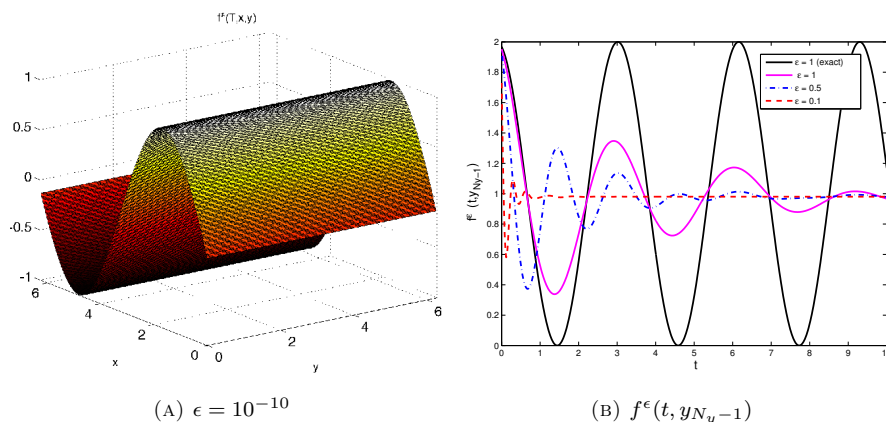 f^ε(T,x,y)
1
0.5
0
-0.5
-1
6
4
2
0
x
0
2
4
6
y
(A) ϵ = 10^{-10}
2
1.8
1.6
1.4
1.2
1
0.8
0.6
0.4
0.2
0
f^ε (t,y_{Ny-1})
0 1 2 3 4 5 6 7 8 9 10
t
ε = 1 (exact)
ε = 1
ε = 0.5
ε = 0.1
(B) f^ϵ(t, y_{N_y−1})